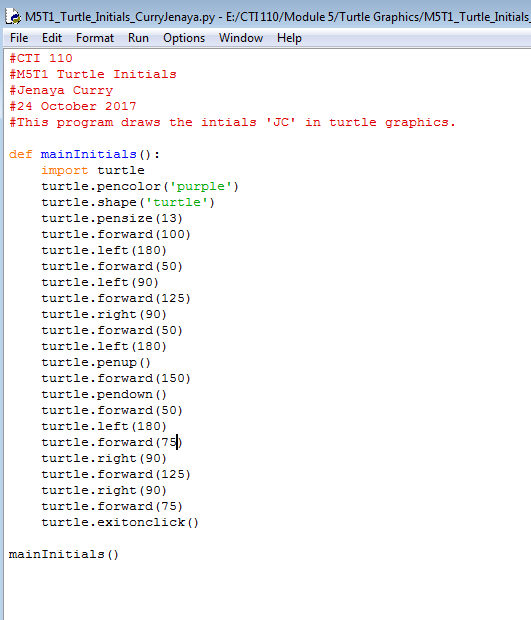 M5T1_Turtle_Initials_CurryJenaya.py - E:/CTI110/Module 5/Turtle Graphics/M5T1_Turtle_Initials_
File Edit Format Run Options Window Help
#CTI 110
#M5T1 Turtle Initials
#Jenaya Curry
#24 October 2017
#This program draws the intials 'JC' in turtle graphics.
def mainInitials():
    import turtle
    turtle.pencolor('purple')
    turtle.shape('turtle')
    turtle.pensize(13)
    turtle.forward(100)
    turtle.left(180)
    turtle.forward(50)
    turtle.left(90)
    turtle.forward(125)
    turtle.right(90)
    turtle.forward(50)
    turtle.left(180)
    turtle.penup()
    turtle.forward(150)
    turtle.pendown()
    turtle.forward(50)
    turtle.left(180)
    turtle.forward(75)
    turtle.right(90)
    turtle.forward(125)
    turtle.right(90)
    turtle.forward(75)
    turtle.exitonclick()
mainInitials()